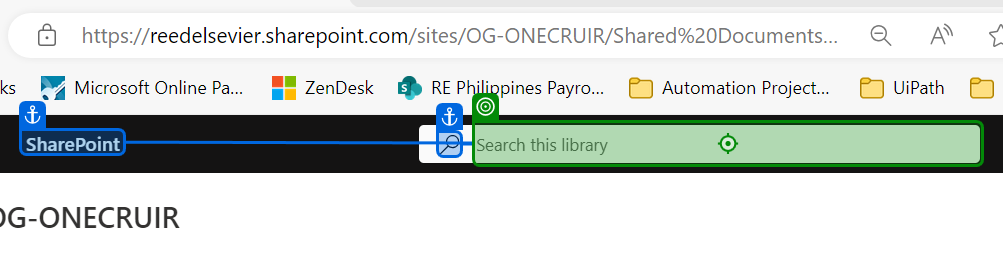 https://reedelsevier.sharepoint.com/sites/OG-ONECRUIR/Shared%20Documents...
ks Microsoft Online Pa... ZenDesk RE Philippines Payro... Automation Project... UiPath
SharePoint Search this library
OG-ONECRUIR